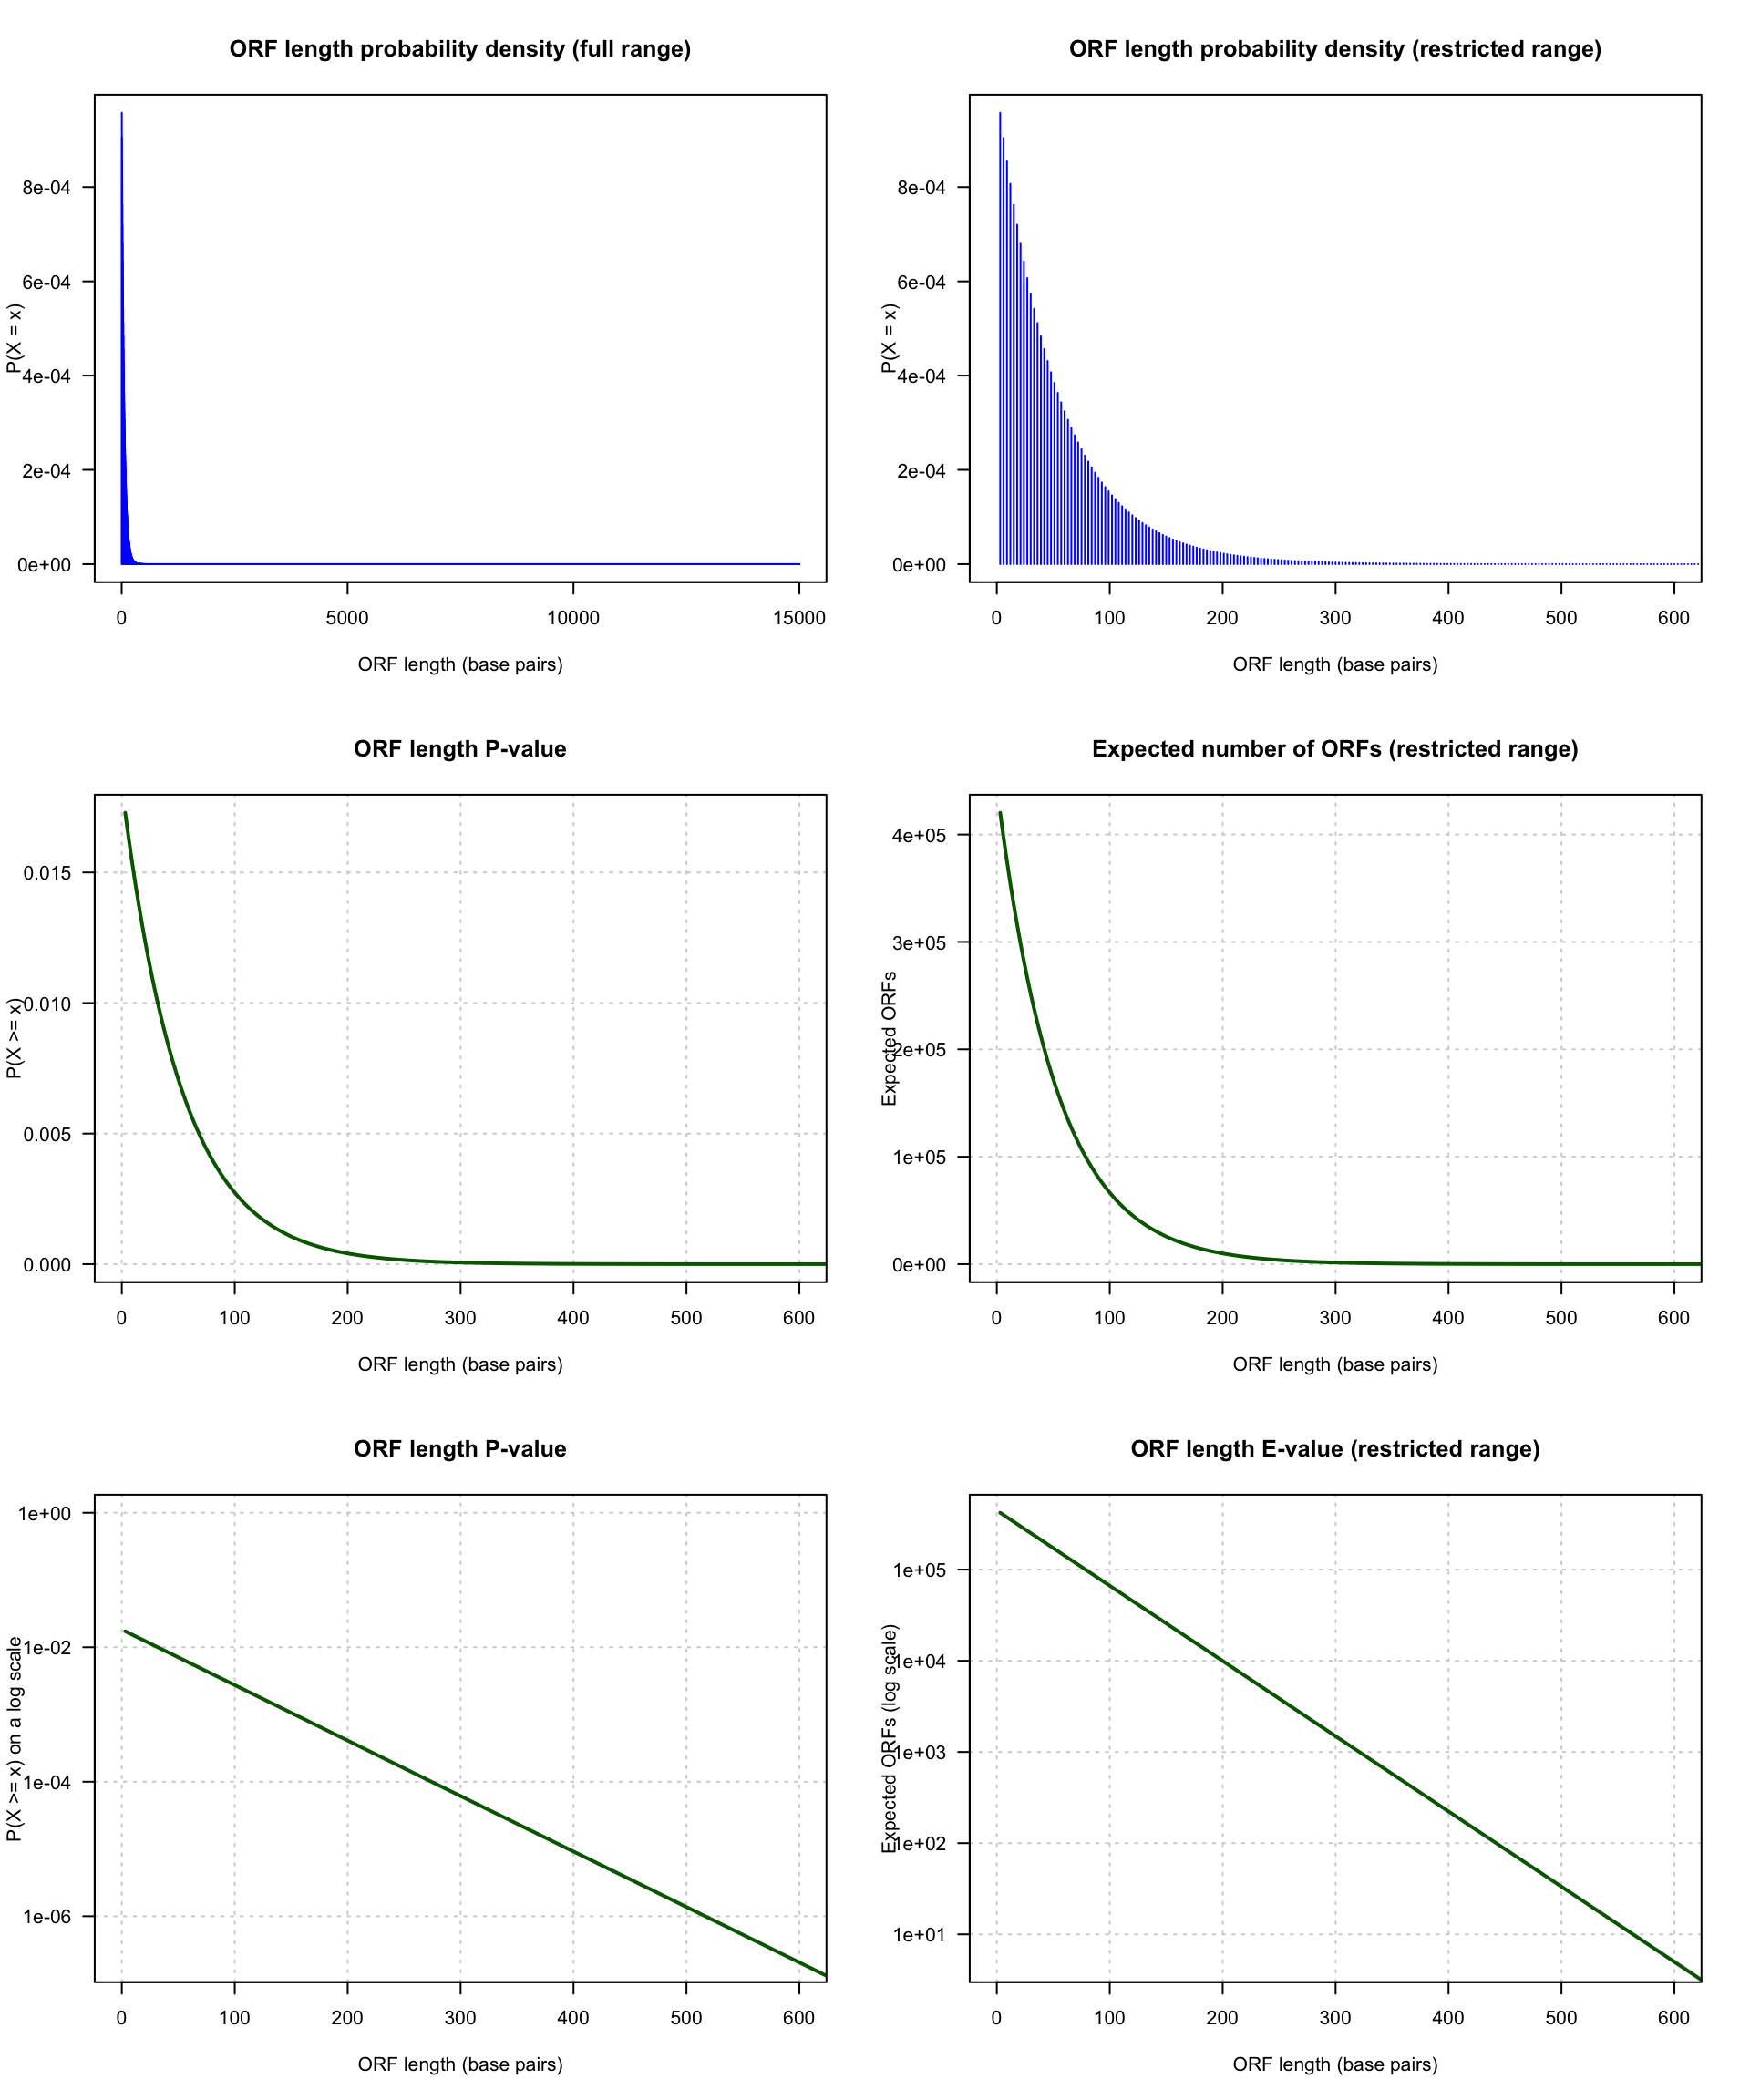 ORF length probability density (full range)
P(X = x)
8e-04
6e-04
4e-04
2e-04
0e+00
0 5000 10000 15000
ORF length (base pairs)
ORF length probability density (restricted range)
P(X = x)
8e-04
6e-04
4e-04
2e-04
0e+00
0 100 200 300 400 500 600
ORF length (base pairs)
ORF length P-value
P(X >= x)
0.015
0.010
0.005
0.000
0 100 200 300 400 500 600
ORF length (base pairs)
Expected number of ORFs (restricted range)
Expected ORFs
4e+05
3e+05
2e+05
1e+05
0e+00
0 100 200 300 400 500 600
ORF length (base pairs)
ORF length P-value
P(X >= x) on a log scale
1e+00
1e-02
1e-04
1e-06
0 100 200 300 400 500 600
ORF length (base pairs)
ORF length E-value (restricted range)
Expected ORFs (log scale)
1e+05
1e+04
1e+03
1e+02
1e+01
0 100 200 300 400 500 600
ORF length (base pairs)